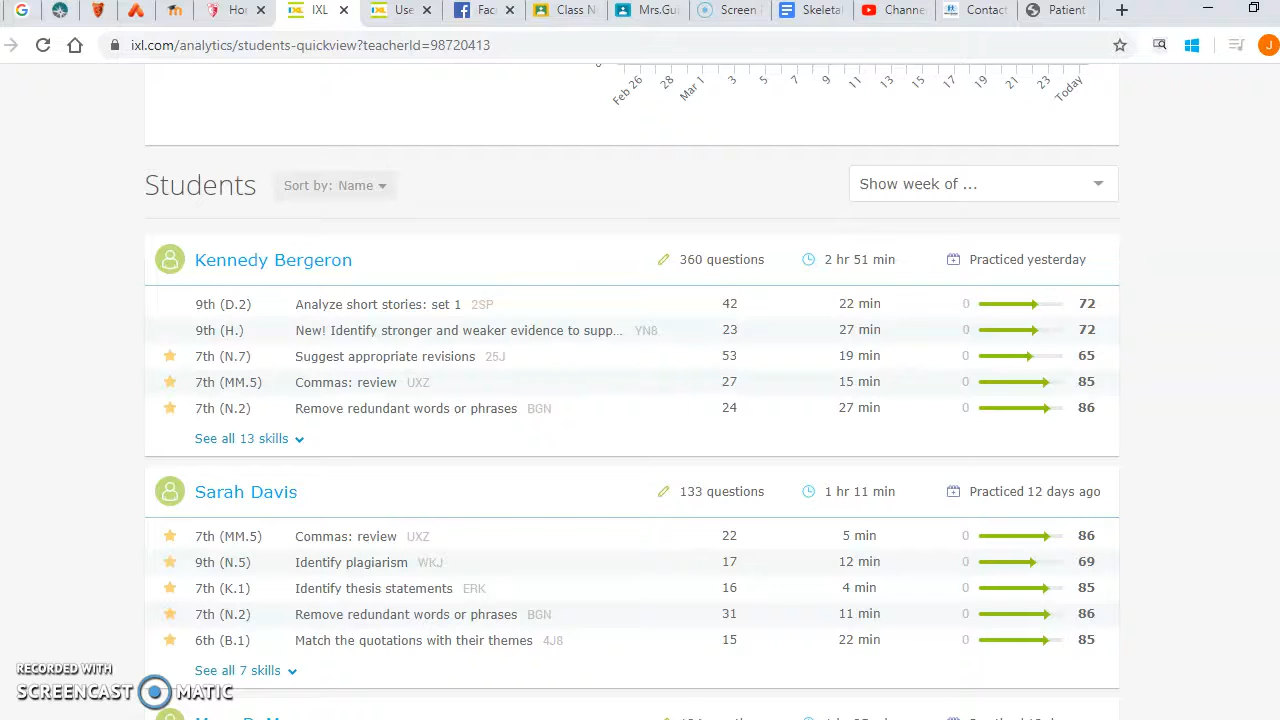 Ho
IXL
Use
Fac
Class N
Mrs.Gui
Screen
Skeleta
Channe
Contact
Patient
ixl.com/analytics/students-quickview?teacherId=98720413
J
0
Feb 26
28
Mar 1
3
5
7
9
11
13
15
17
19
21
23
Today
Students Sort by: Name Show week of ...
Kennedy Bergeron 360 questions 2 hr 51 min Practiced yesterday
9th (D.2) Analyze short stories: set 1 2SP 42 22 min 0 72
9th (H.) New! Identify stronger and weaker evidence to supp... YN8 23 27 min 0 72
7th (N.7) Suggest appropriate revisions 25J 53 19 min 0 65
7th (MM.5) Commas: review UXZ 27 15 min 0 85
7th (N.2) Remove redundant words or phrases BGN 24 27 min 0 86
See all 13 skills
Sarah Davis 133 questions 1 hr 11 min Practiced 12 days ago
7th (MM.5) Commas: review UXZ 22 5 min 0 86
9th (N.5) Identify plagiarism WKJ 17 12 min 0 69
7th (K.1) Identify thesis statements ERK 16 4 min 0 85
7th (N.2) Remove redundant words or phrases BGN 31 11 min 0 86
6th (B.1) Match the quotations with their themes 4J8 15 22 min 0 85
See all 7 skills
RECORDED WITH
SCREENCAST MATIC